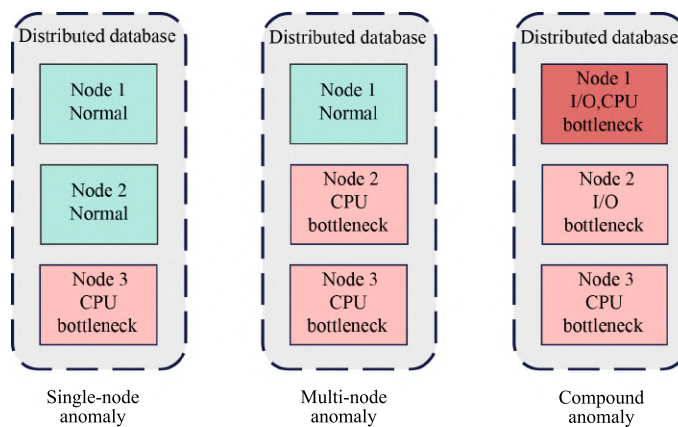 Distributed database
Node 1
Normal
Node 2
Normal
Node 3
CPU
bottleneck
Single-node
anomaly
Distributed database
Node 1
Normal
Node 2
CPU
bottleneck
Node 3
CPU
bottleneck
Multi-node
anomaly
Distributed database
Node 1
I/O,CPU
bottleneck
Node 2
I/O
bottleneck
Node 3
CPU
bottleneck
Compound
anomaly